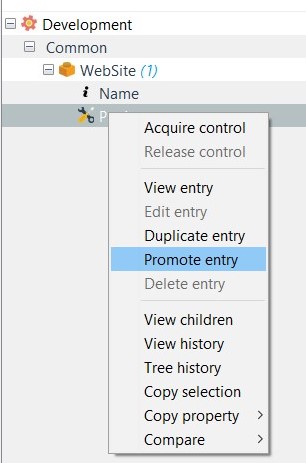 Development
Common
WebSite (1)
Name
Acquire control
Release control
View entry
Edit entry
Duplicate entry
Promote entry
Delete entry
View children
View history
Tree history
Copy selection
Copy property
Compare